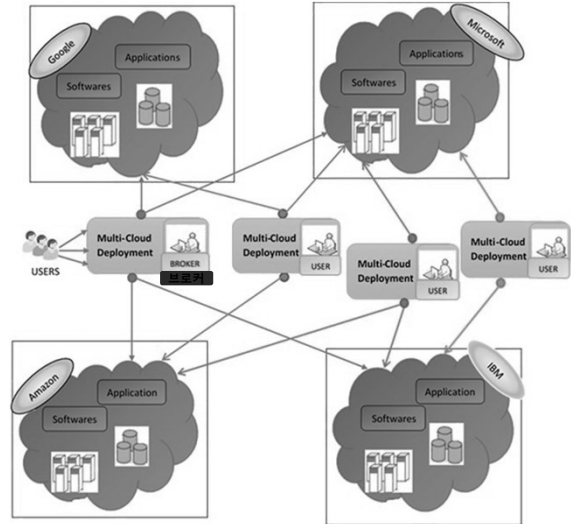 Google
Applications
Softwares
Microsoft
Applications
Softwares
USERS
Multi-Cloud
Deployment
BROKER
브로커
Multi-Cloud
Deployment
USER
Multi-Cloud
Deployment
USER
Multi-Cloud
Deployment
USER
Amazon
Application
Softwares
IBM
Application
Softwares